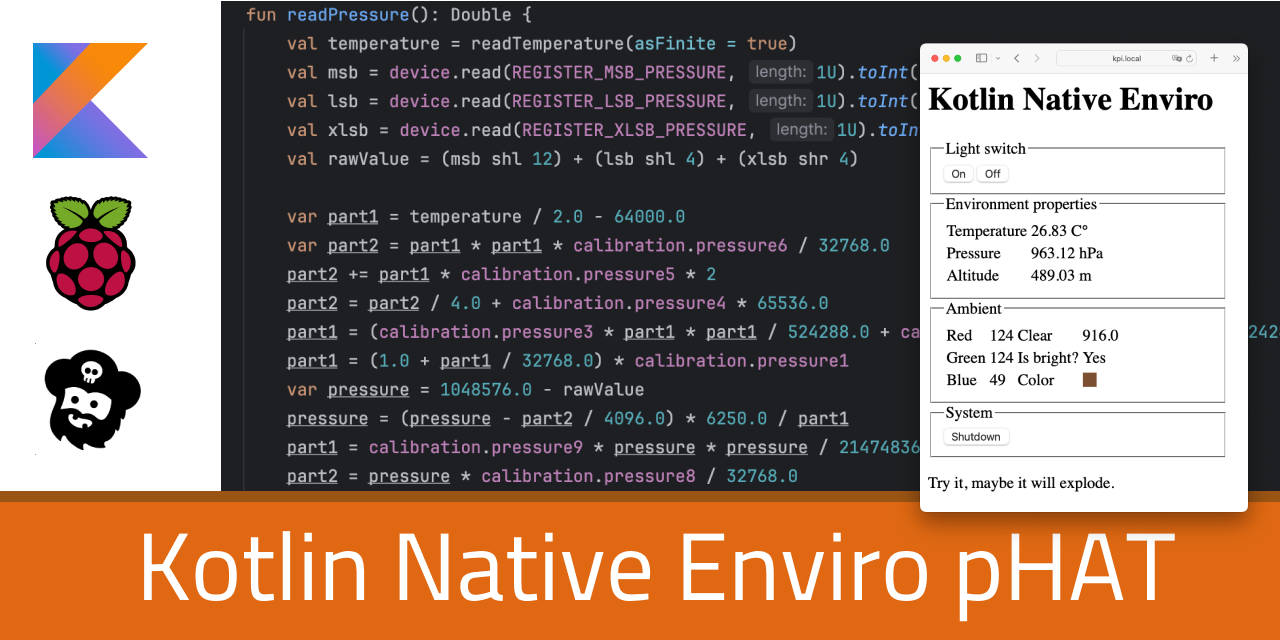 fun readPressure(): Double {
val temperature = readTemperature(asFinite = true)
val msb = device.read(REGISTER_MSB_PRESSURE, length: 1U).toInt(
val lsb = device.read(REGISTER_LSB_PRESSURE, length: 1U).toInt(
val xlsb = device.read(REGISTER_XLSB_PRESSURE, length: 1U).toIn
val rawValue = (msb shl 12) + (lsb shl 4) + (xlsb shr 4)
var part1 = temperature / 2.0 - 64000.0
var part2 = part1 * part1 * calibration.pressure6 / 32768.0
part2 += part1 * calibration.pressure5 * 2
part2 = part2 / 4.0 + calibration.pressure4 * 65536.0
part1 = (calibration.pressure3 * part1 * part1 / 524288.0 + ca
242
part1 = (1.0 + part1 / 32768.0) * calibration.pressure1
var pressure = 1048576.0 - rawValue
pressure = (pressure - part2 / 4096.0) * 6250.0 / part1
part1 = calibration.pressure9 * pressure * pressure / 21474836
part2 = pressure * calibration.pressure8 / 32768.0
kpi.local
Kotlin Native Enviro
Light switch
On Off
Environment properties
Temperature 26.83 C°
Pressure 963.12 hPa
Altitude 489.03 m
Ambient
Red 124 Clear 916.0
Green 124 Is bright? Yes
Blue 49 Color
System
Shutdown
Try it, maybe it will explode.
Kotlin Native Enviro pHAT